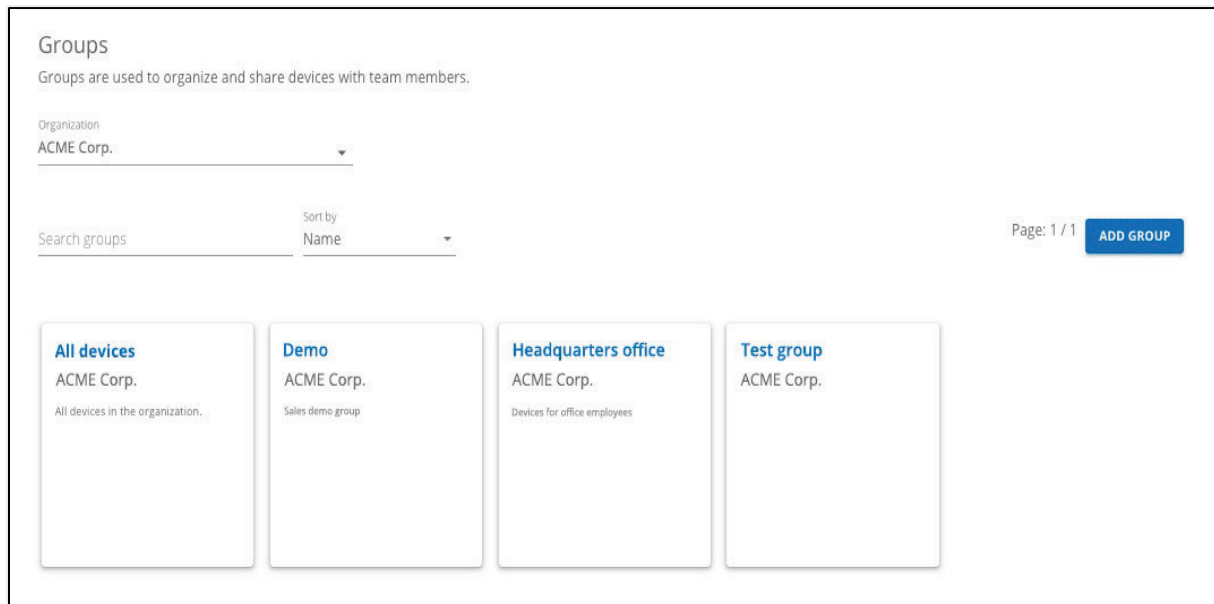 Groups
Groups are used to organize and share devices with team members.
Organization
ACME Corp.
Search groups
Sort by
Name
Page: 1 / 1
ADD GROUP
All devices
ACME Corp.
All devices in the organization.
Demo
ACME Corp.
Sales demo group
Headquarters office
ACME Corp.
Devices for office employees
Test group
ACME Corp.